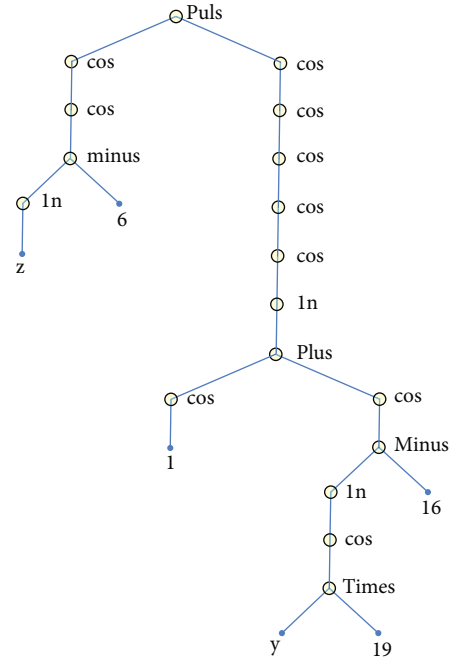 Puls
cos
cos
cos
cos
minus
cos
1n
6
cos
z
cos
1n
Plus
cos
cos
1
Minus
1n
16
cos
Times
y
19